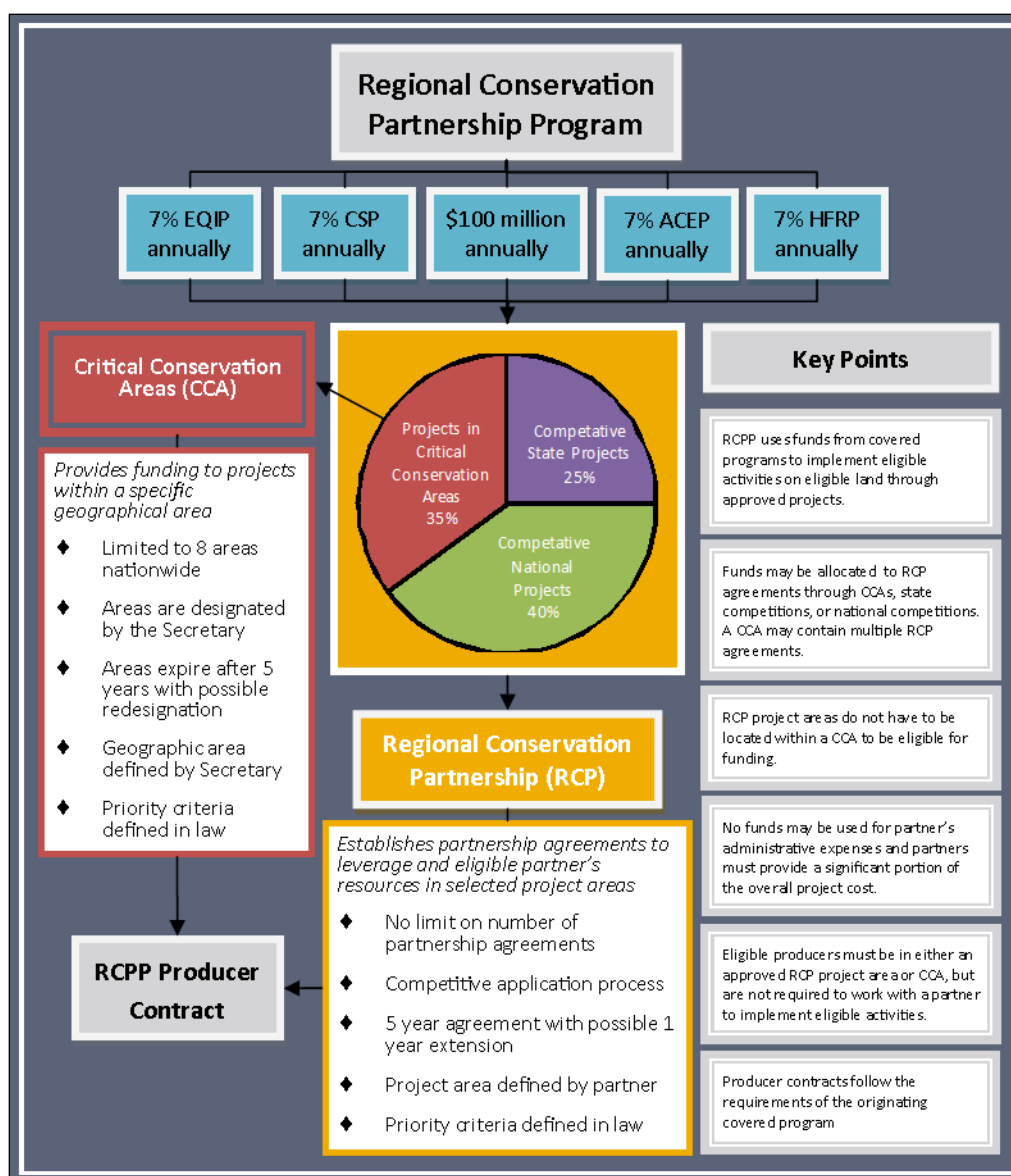 Regional Conservation
Partnership Program
7% EQIP
annually
7% CSP
annually
$100 million
annually
7% ACEP
annually
7% HFRP
annually
Critical Conservation
Areas (CCA)
Provides funding to projects
within a specific
geographical area
♦ Limited to 8 areas
nationwide
♦ Areas are designated
by the Secretary
♦ Areas expire after 5
years with possible
redesignation
♦ Geographic area
defined by Secretary
♦ Priority criteria
defined in law
Projects in
Critical
Conservation
Areas
35%
Competative
State Projects
25%
Competative
National
Projects
40%
Regional Conservation
Partnership (RCP)
Establishes partnership agreements to
leverage and eligible partner's
resources in selected project areas
♦ No limit on number of
partnership agreements
♦ Competitive application
process
♦ 5 year agreement with possible 1
year extension
♦ Project area defined by partner
♦ Priority criteria defined in law
RCPP Producer
Contract
Key Points
RCPP uses funds from covered
programs to implement eligible
activities on eligible land through
approved projects.
Funds may be allocated to RCP
agreements through CCAs, state
competitions, or national competitions.
A CCA may contain multiple RCP
agreements.
RCP project areas do not have to be
located within a CCA to be eligible for
funding.
No funds may be used for partner's
administrative expenses and partners
must provide a significant portion of
the overall project cost.
Eligible producers must be in either an
approved RCP project area or CCA, but
are not required to work with a partner
to implement eligible activities.
Producer contracts follow the
requirements of the originating
covered program